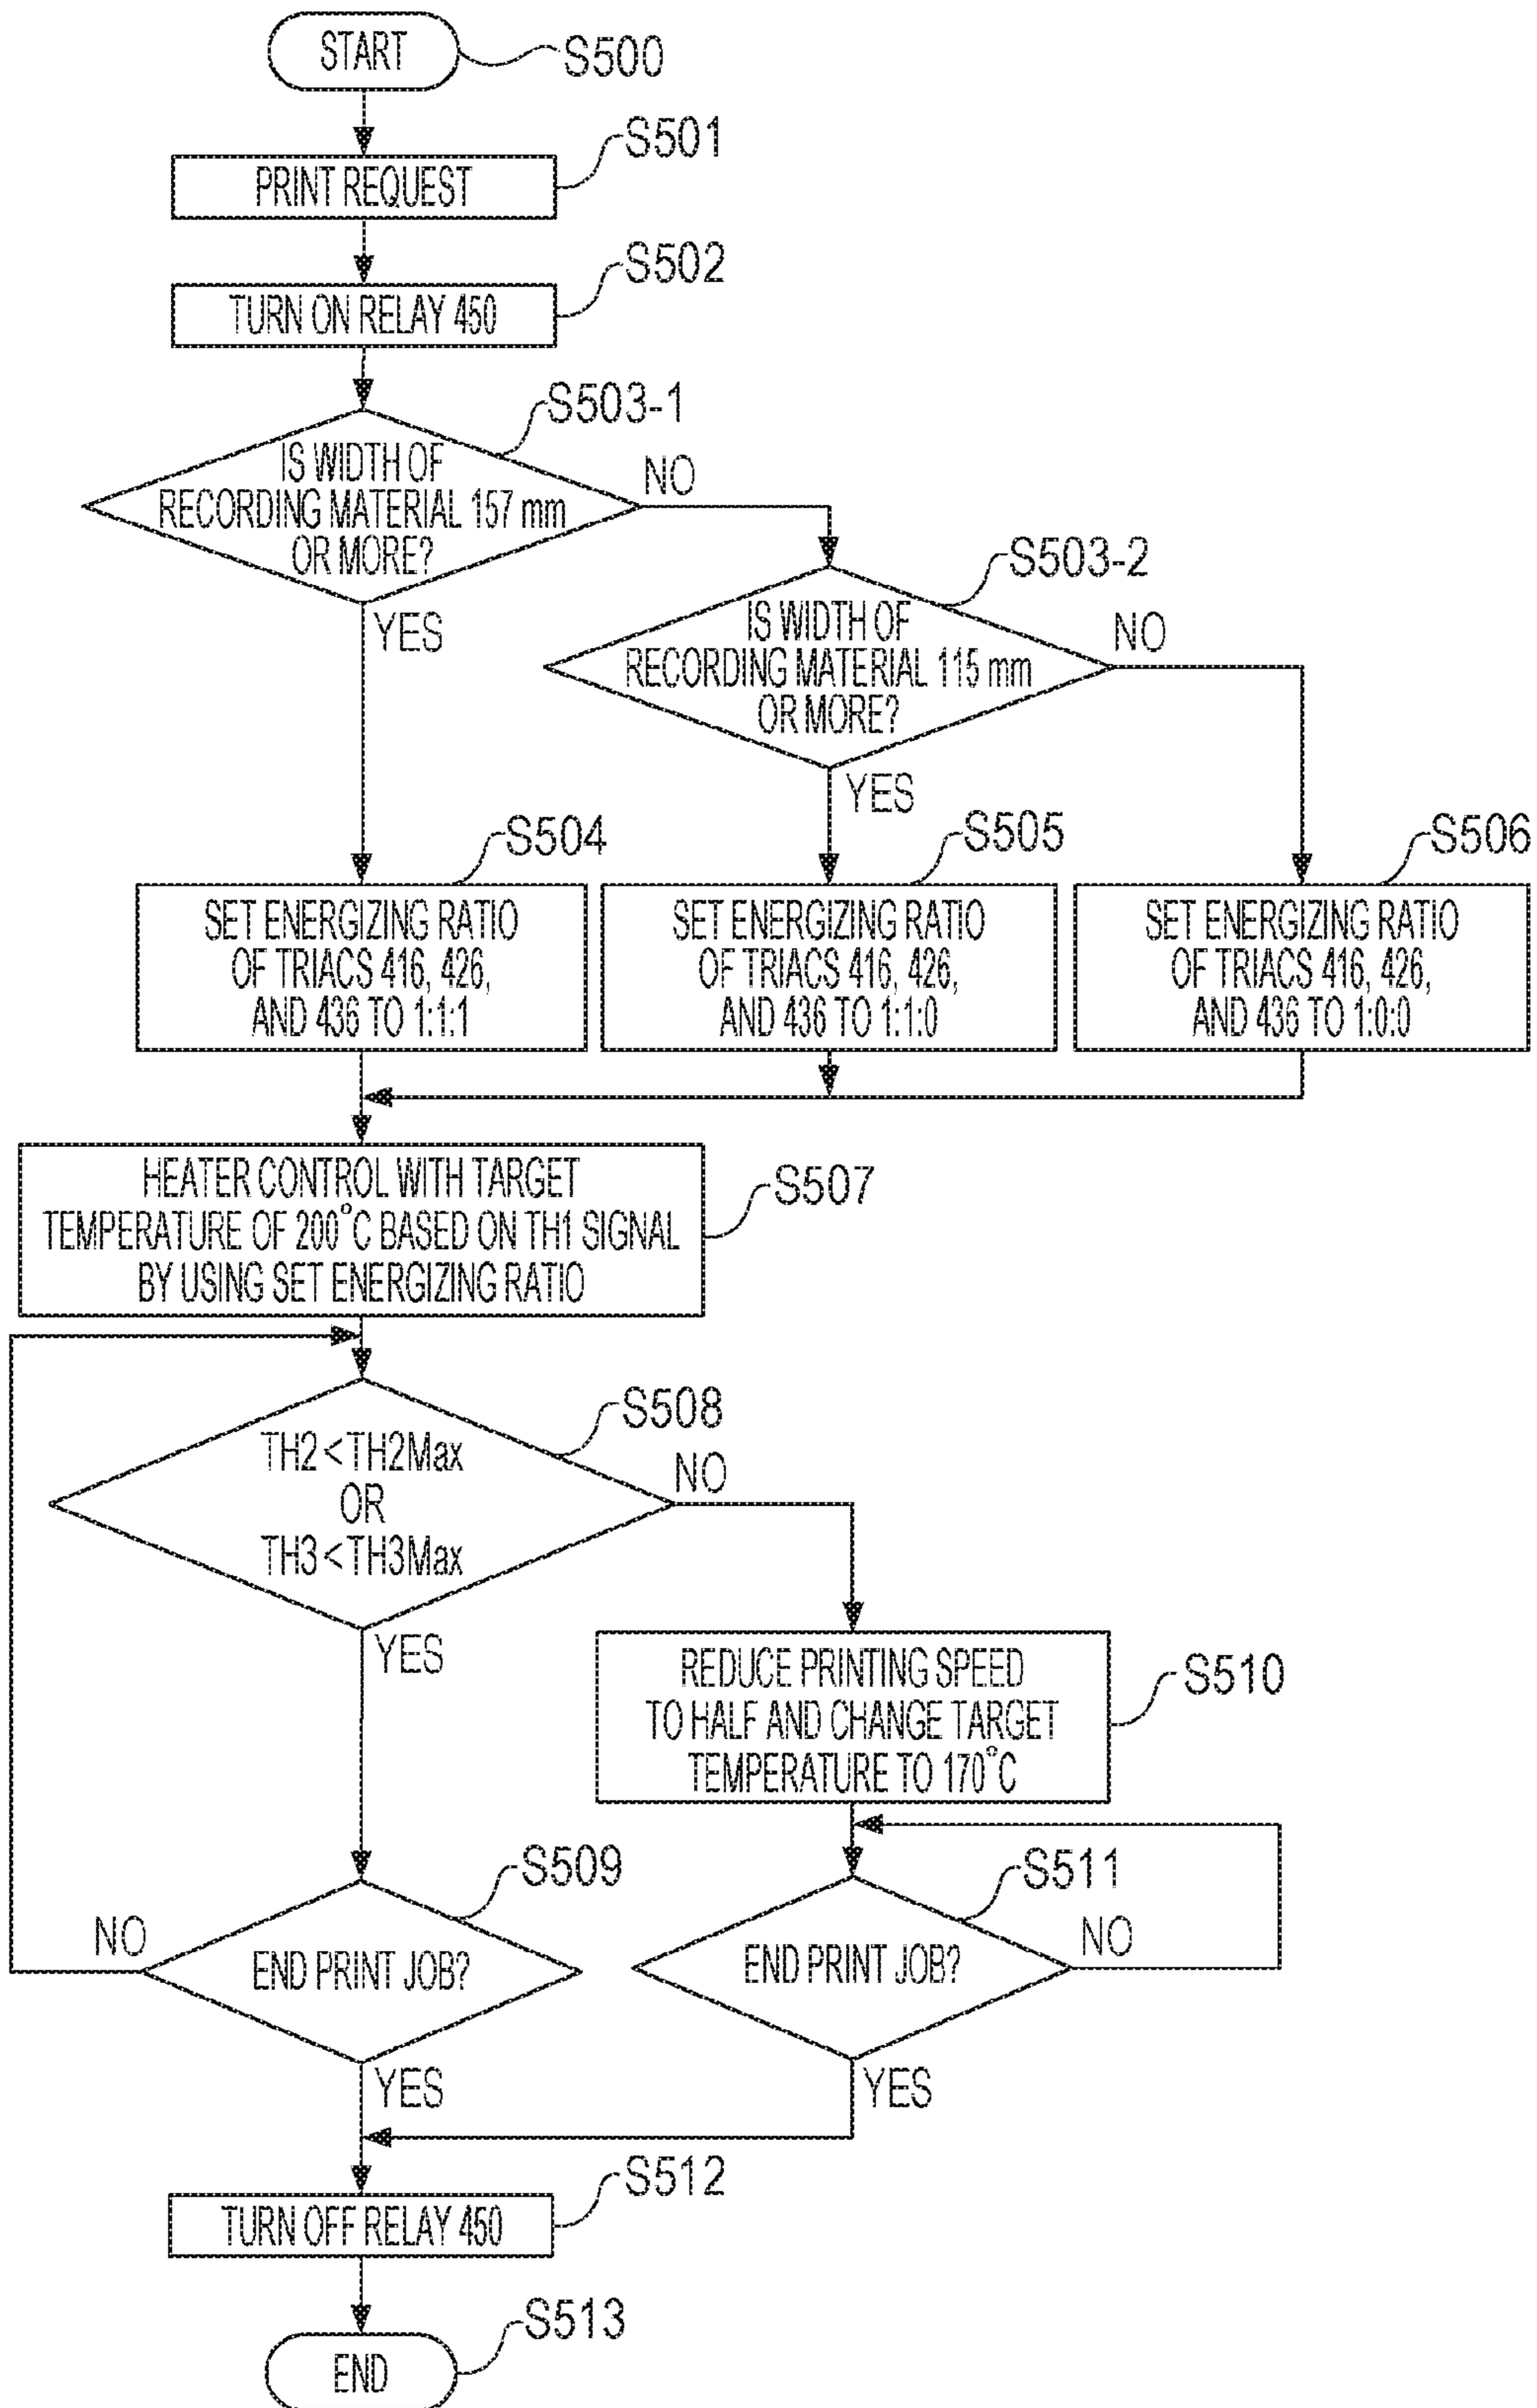 START
S500
S501
PRINT REQUEST
S502
TURN ON RELAY 450
S503-1
IS WIDTH OF
RECORDING MATERIAL 157 mm
OR MORE?
NO
YES
S503-2
IS WIDTH OF
RECORDING MATERIAL 115 mm
OR MORE?
NO
YES
S504
SET ENERGIZING RATIO
OF TRIACS 416, 426,
AND 436 TO 1:1:1
S505
SET ENERGIZING RATIO
OF TRIACS 416, 426,
AND 436 TO 1:1:0
S506
SET ENERGIZING RATIO
OF TRIACS 416, 426,
AND 436 TO 1:0:0
HEATER CONTROL WITH TARGET
TEMPERATURE OF 200°C BASED ON TH1 SIGNAL
BY USING SET ENERGIZING RATIO
S507
S508
TH2<TH2Max
OR
TH3<TH3Max
NO
YES
REDUCE PRINTING SPEED
TO HALF AND CHANGE TARGET
TEMPERATURE TO 170°C
S510
S509
NO
END PRINT JOB?
YES
S511
END PRINT JOB?
NO
YES
S512
TURN OFF RELAY 450
S513
END